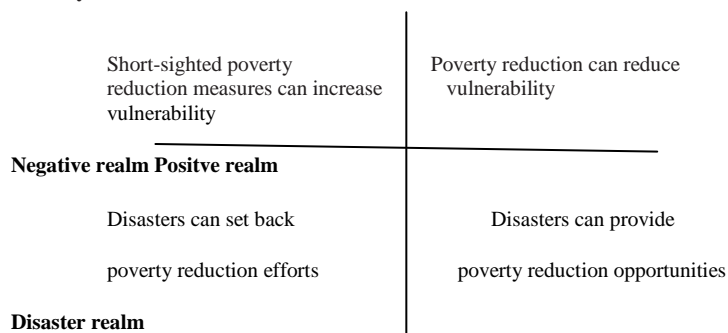 Short-sighted poverty
reduction measures can increase
vulnerability
Poverty reduction can reduce
vulnerability
Negative realm Positve realm
Disasters can set back
poverty reduction efforts
Disasters can provide
poverty reduction opportunities
Disaster realm